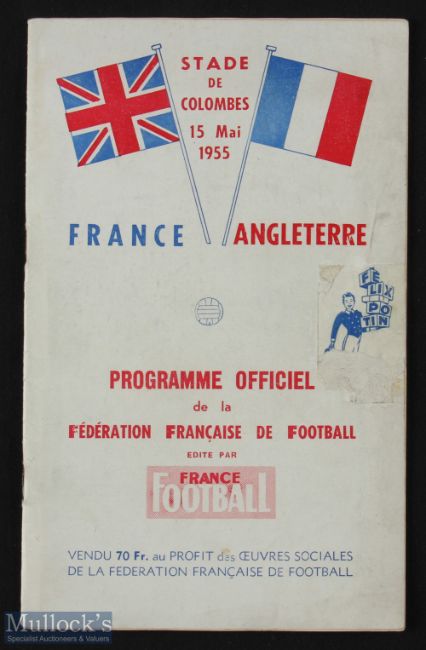 STADE
DE
COLOMBES
15 Mai
1955
FRANCE ANGLETERRE
FELIX
POTIN
PROGRAMME OFFICIEL
de la
FÉDÉRATION FRANÇAISE DE FOOTBALL
EDITE PAR
FRANCE
FOOTBALL
VENDU 70 Fr. au PROFIT des ŒUVRES SOCIALES
DE LA FEDERATION FRANÇAISE DE FOOTBALL
Mullock's
Specialist Auctioneers & Valuers